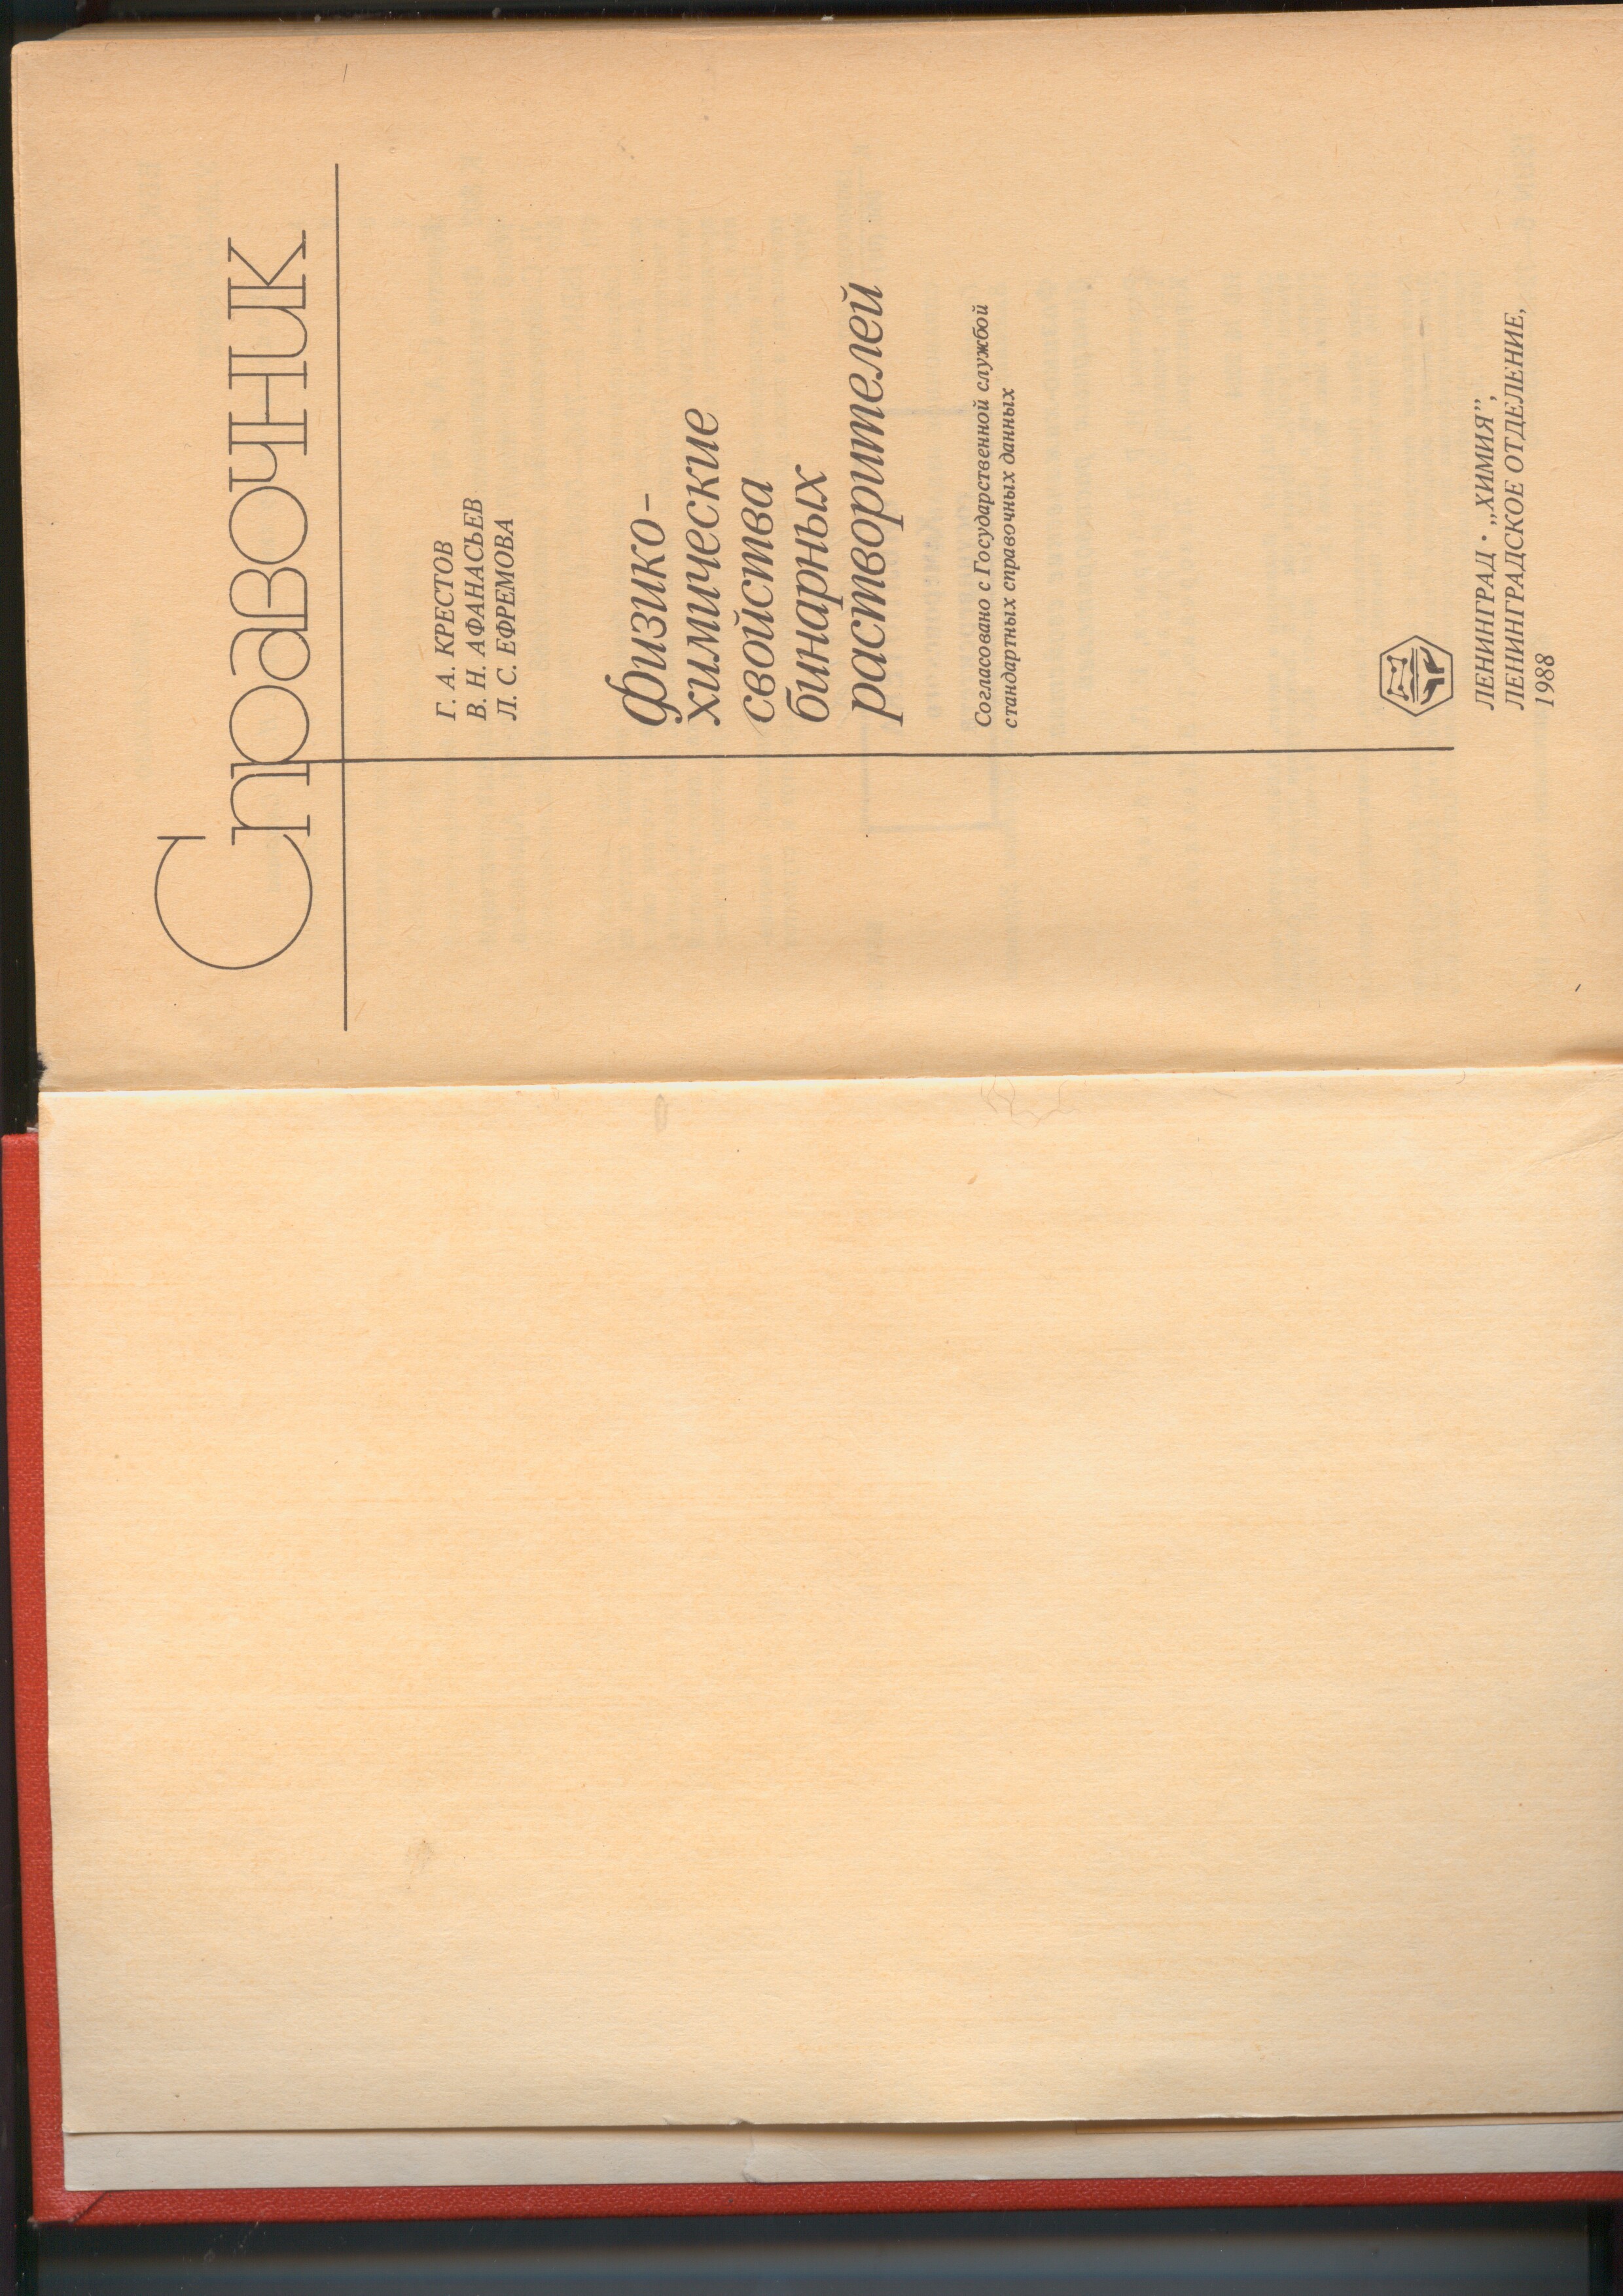 Справочник
Г. А. КРЕСТОВ
В. Н. АФАНАСЬЕВ
Л. С. ЕФРЕМОВА
Физико-
химические
свойства
бинарных
растворителей
Согласовано с Государственной службой
стандартных справочных данных
ЛЕНИНГРАД • „ХИМИЯ”,
ЛЕНИНГРАДСКОЕ ОТДЕЛЕНИЕ,
1988